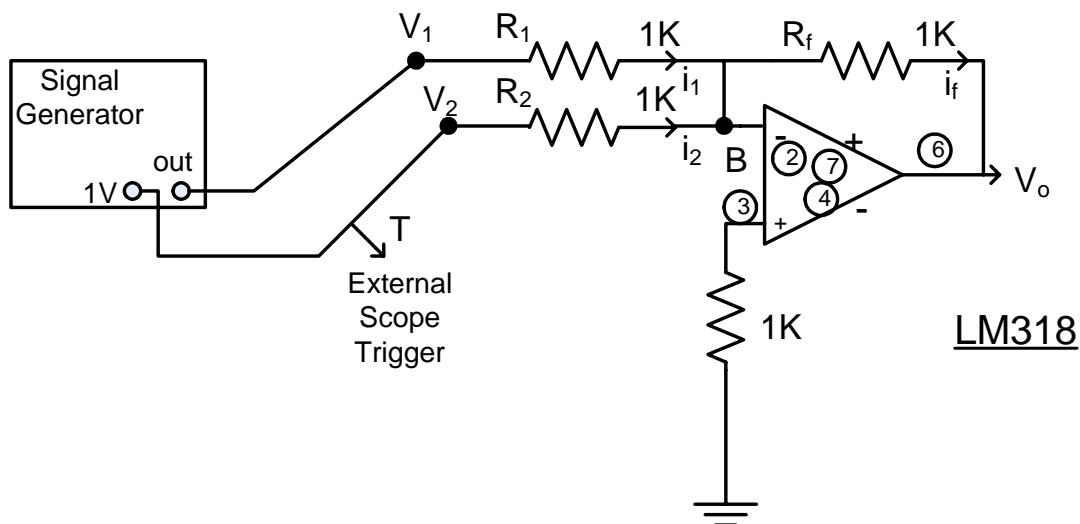 Signal
Generator
out
1V
V1
R1
1K
i1
V2
R2
1K
i2
Rf
1K
if
B
-
2
+
7
4
-
3
+
6
Vo
T
External
Scope
Trigger
1K
LM318